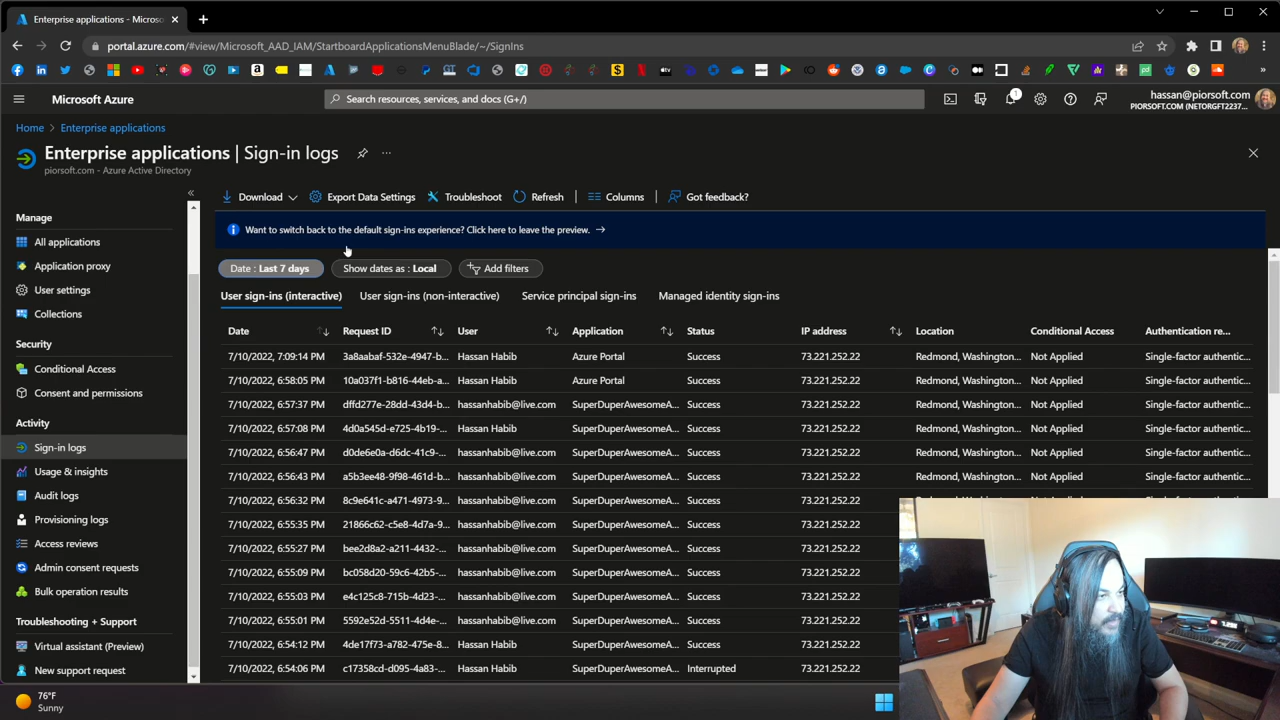 Enterprise applications - Microso
portal.azure.com/#view/Microsoft_AAD_IAM/StartboardApplicationsMenuBlade/~/SignIns
Microsoft Azure
Search resources, services, and docs (G+/)
1
hassan@piorsoft.com
PIORSOFT.COM (NETORGFT2237...
Home > Enterprise applications >
Enterprise applications | Sign-in logs
piorsoft.com - Azure Active Directory
Manage
All applications
Application proxy
User settings
Collections
Security
Conditional Access
Consent and permissions
Activity
Sign-in logs
Usage & insights
Audit logs
Provisioning logs
Access reviews
Admin consent requests
Bulk operation results
Troubleshooting + Support
Virtual assistant (Preview)
New support request
Download Export Data Settings Troubleshoot Refresh Columns Got feedback?
Want to switch back to the default sign-ins experience? Click here to leave the preview. →
Date : Last 7 days Show dates as : Local Add filters
User sign-ins (interactive) User sign-ins (non-interactive) Service principal sign-ins Managed identity sign-ins
Date Request ID User Application Status IP address Location Conditional Access Authentication re...
7/10/2022, 7:09:14 PM 3a8aabaf-532e-4947-b... Hassan Habib Azure Portal Success 73.221.252.22 Redmond, Washington... Not Applied Single-factor authentic...
7/10/2022, 6:58:05 PM 10a037f1-b816-44eb-a... Hassan Habib Azure Portal Success 73.221.252.22 Redmond, Washington... Not Applied Single-factor authentic...
7/10/2022, 6:57:37 PM dffd277e-28dd-43d4-b... hassanhabib@live.com SuperDuperAwesomeA... Success 73.221.252.22 Redmond, Washington... Not Applied Single-factor authentic...
7/10/2022, 6:57:08 PM 4d0a545d-e725-4b19-... Hassan Habib SuperDuperAwesomeA... Success 73.221.252.22 Redmond, Washington... Not Applied Single-factor authentic...
7/10/2022, 6:56:47 PM d0de6e0a-d6dc-41c9-... hassanhabib@live.com SuperDuperAwesomeA... Success 73.221.252.22 Redmond, Washington... Not Applied Single-factor authentic...
7/10/2022, 6:56:43 PM a5b3ee48-9f98-461d-b... hassanhabib@live.com SuperDuperAwesomeA... Success 73.221.252.22 Redmond, Washington... Not Applied Single-factor authentic...
7/10/2022, 6:56:32 PM 8c9e641c-a471-4973-9... hassanhabib@live.com SuperDuperAwesomeA... Success 73.221.252.22
7/10/2022, 6:55:35 PM 21866c62-c5e8-4d7a-9... hassanhabib@live.com SuperDuperAwesomeA... Success 73.221.252.22
7/10/2022, 6:55:27 PM bee2d8a2-a211-4432-... hassanhabib@live.com SuperDuperAwesomeA... Success 73.221.252.22
7/10/2022, 6:55:09 PM bc058d20-59c6-42b5-... hassanhabib@live.com SuperDuperAwesomeA... Success 73.221.252.22
7/10/2022, 6:55:03 PM e4c125c8-715b-4d23-... hassanhabib@live.com SuperDuperAwesomeA... Success 73.221.252.22
7/10/2022, 6:55:01 PM 5592e52d-5511-4d4e-... hassanhabib@live.com SuperDuperAwesomeA... Success 73.221.252.22
7/10/2022, 6:54:12 PM 4de17f73-a782-475e-8... Hassan Habib SuperDuperAwesomeA... Success 73.221.252.22
7/10/2022, 6:54:06 PM c17358cd-d095-4a83-... Hassan Habib SuperDuperAwesomeA... Interrupted 73.221.252.22
76°F
Sunny